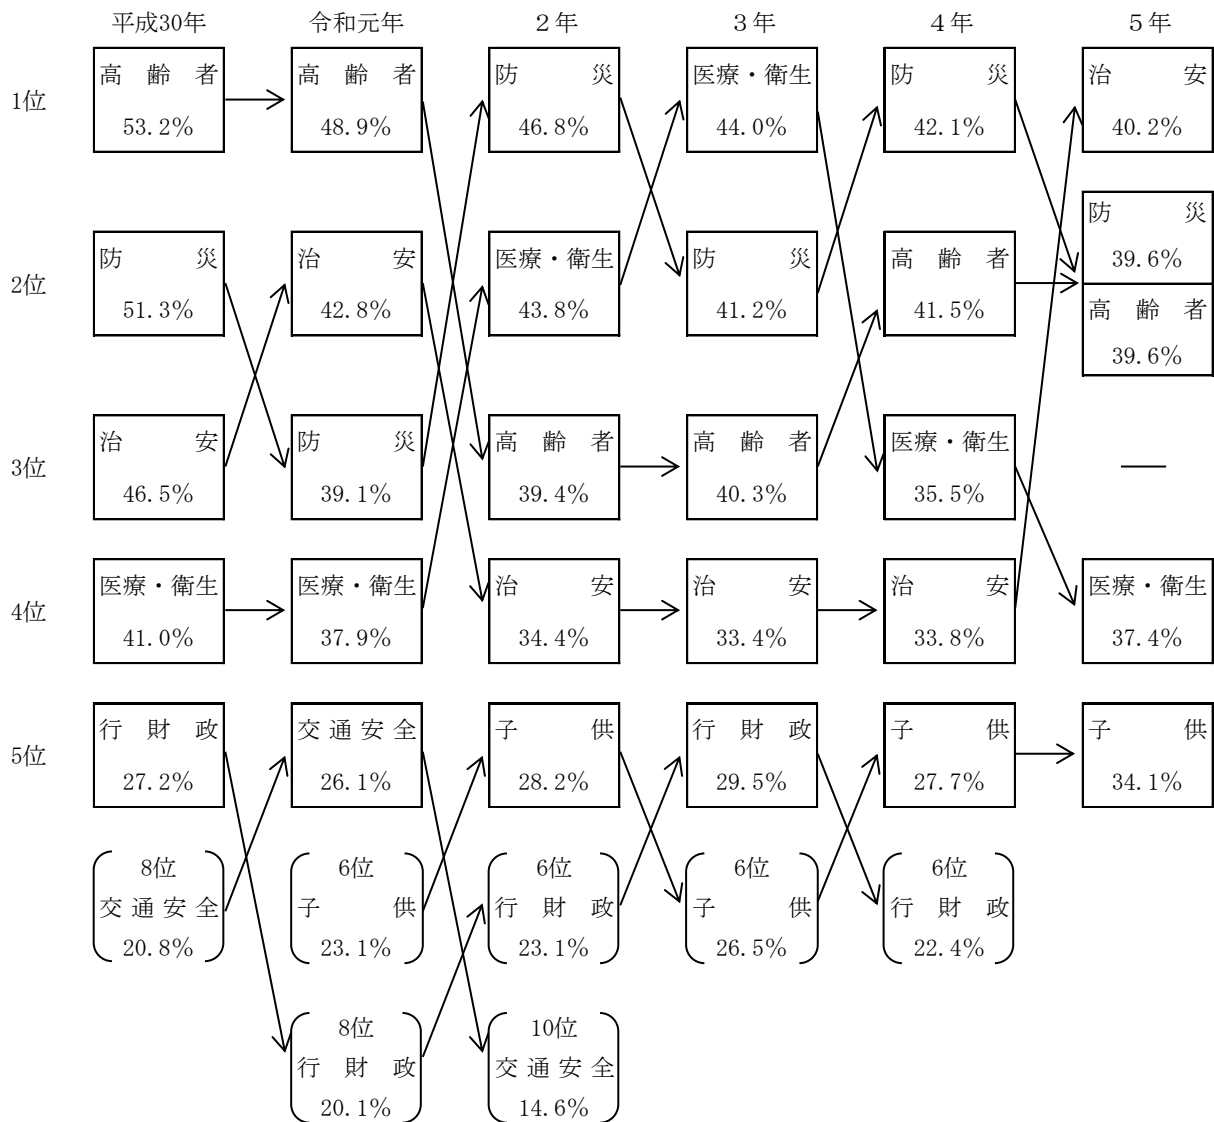 平成30年 令和元年 2年 3年 4年 5年
1位
高齢者 高齢者 防災 医療・衛生 防災 治安
53.2% 48.9% 46.8% 44.0% 42.1% 40.2%
2位
防災 治安 医療・衛生 防災 高齢者 防災
51.3% 42.8% 43.8% 41.2% 41.5% 39.6%
高齢者
39.6%
3位
治安 防災 高齢者 高齢者 医療・衛生 ―
46.5% 39.1% 39.4% 40.3% 35.5%
4位
医療・衛生 医療・衛生 治安 治安 治安 医療・衛生
41.0% 37.9% 34.4% 33.4% 33.8% 37.4%
5位
行財政 交通安全 子供 行財政 子供 子供
27.2% 26.1% 28.2% 29.5% 27.7% 34.1%
8位 6位 6位 6位 6位
交通安全 子供 行財政 子供 行財政
20.8% 23.1% 23.1% 26.5% 22.4%
8位 10位
行財政 交通安全
20.1% 14.6%